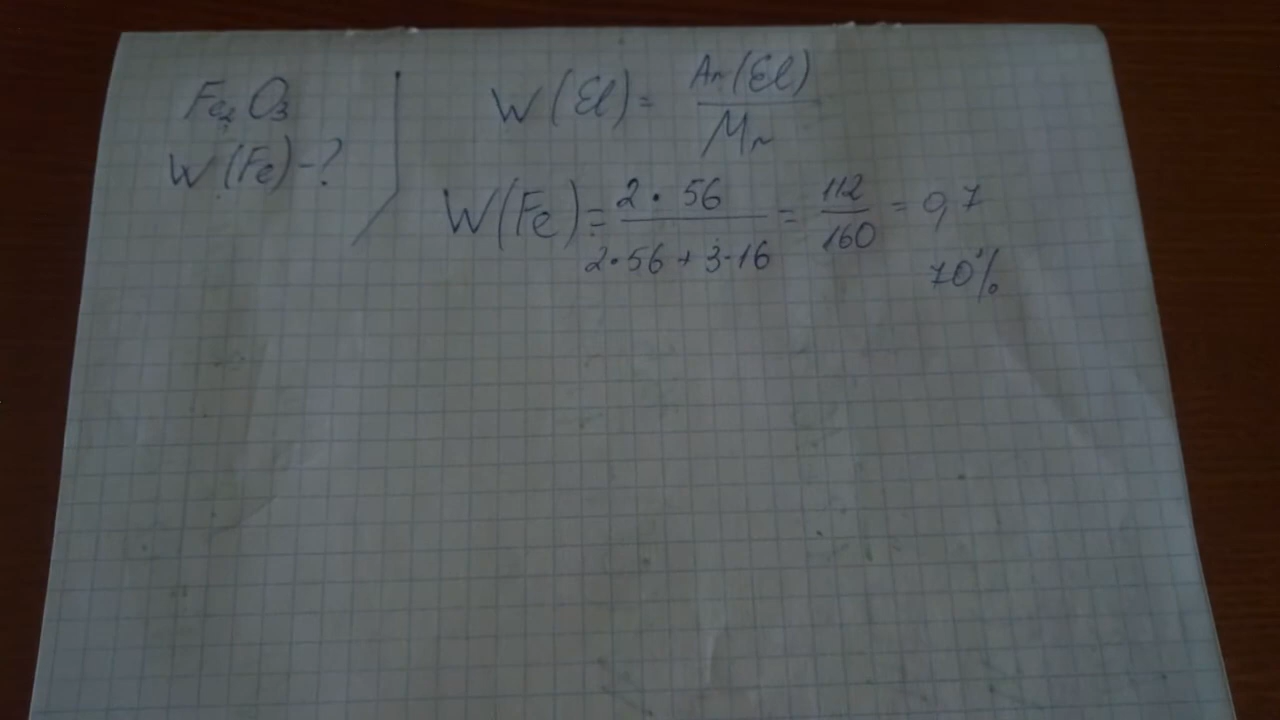 Fe₂O₃
W(Fe)-?
W(El) = Ar(El) / Mr
W(Fe) = 2·56 / 2·56+3·16 = 112 / 160 = 0,7
70%